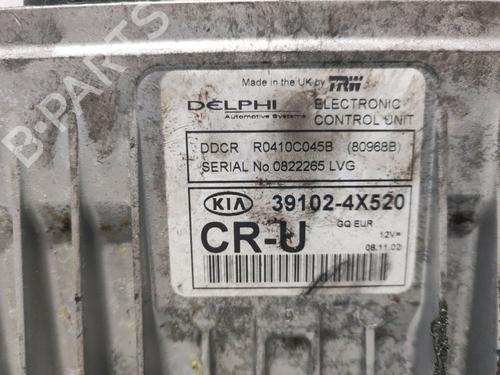 Made in the UK by TRW
DELPHI
Automotive Systems
ELECTRONIC
CONTROL UNIT
DDCR R0410C045B (80968B)
SERIAL No 0822265 LVG
KIA 39102-4X520
CR-U
GQ EUR
12V=
08.11.02
B-PARTS